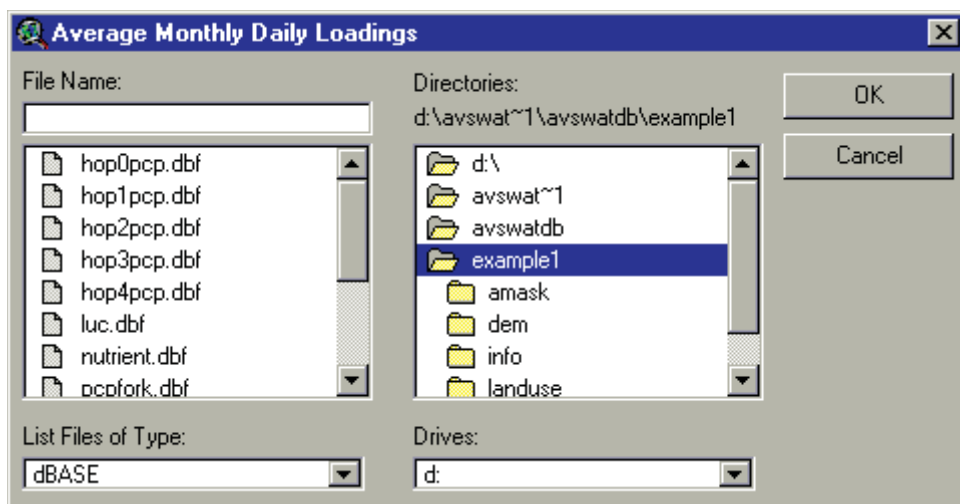 Average Monthly Daily Loadings
File Name:
hop0pcp.dbf
hop1pcp.dbf
hop2pcp.dbf
hop3pcp.dbf
hop4pcp.dbf
luc.dbf
nutrient.dbf
pcpfork.dbf
List Files of Type:
dBASE
Directories:
d:\avswat~1\avswatdb\example1
d:\
avswat~1
avswatdb
example1
amask
dem
info
landuse
Drives:
d:
OK
Cancel